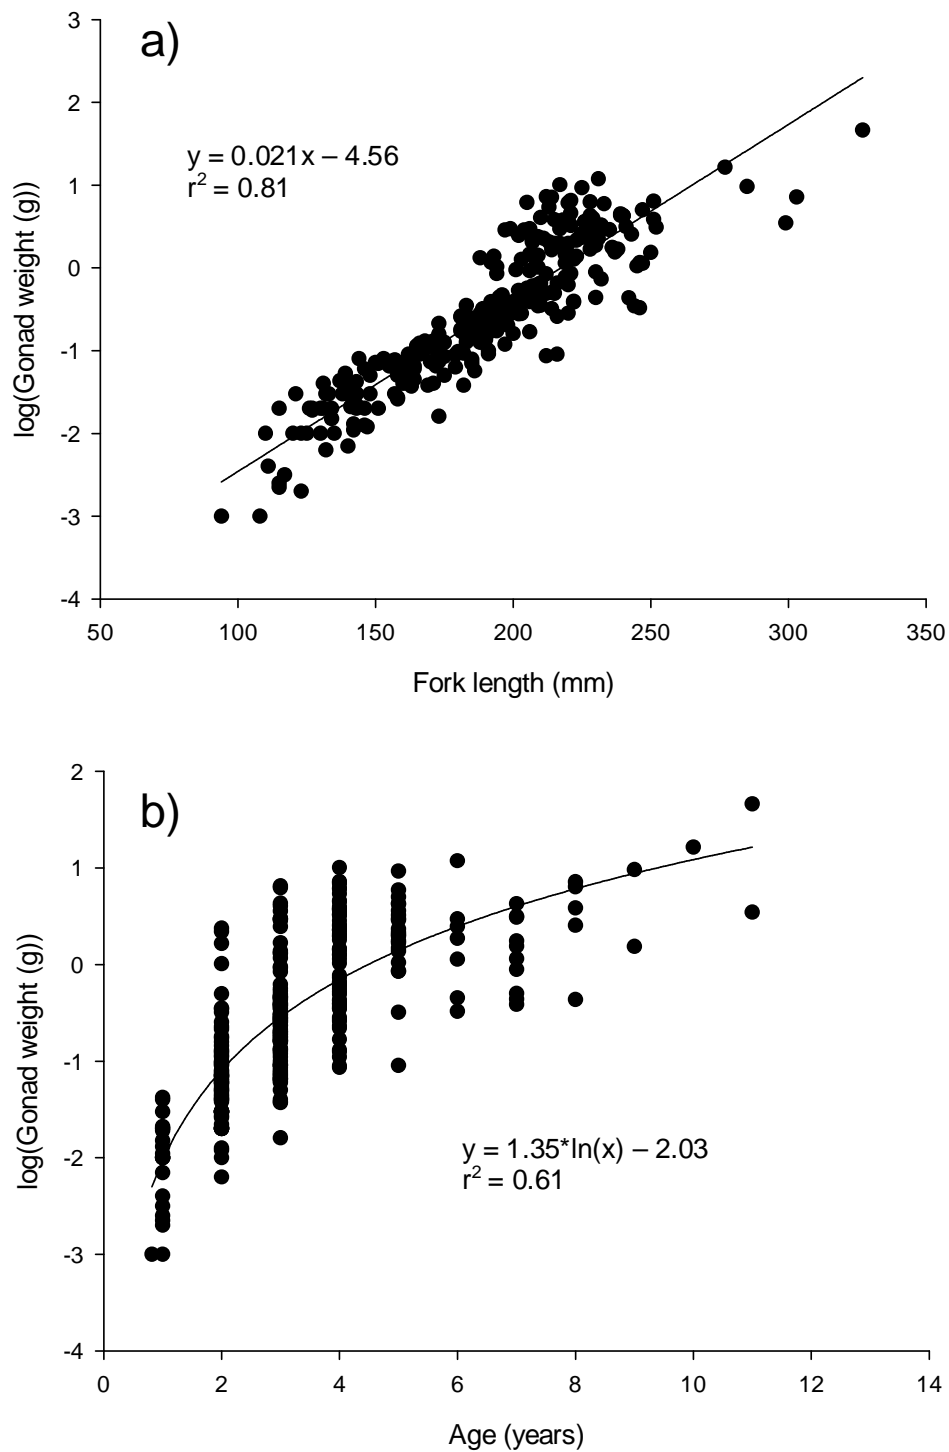 a)
y = 0.021x – 4.56
r² = 0.81
3
2
1
0
-1
-2
-3
-4
log(Gonad weight (g))
50 100 150 200 250 300 350
Fork length (mm)
b)
2
1
0
-1
-2
-3
-4
log(Gonad weight (g))
y = 1.35*ln(x) – 2.03
r² = 0.61
0 2 4 6 8 10 12 14
Age (years)